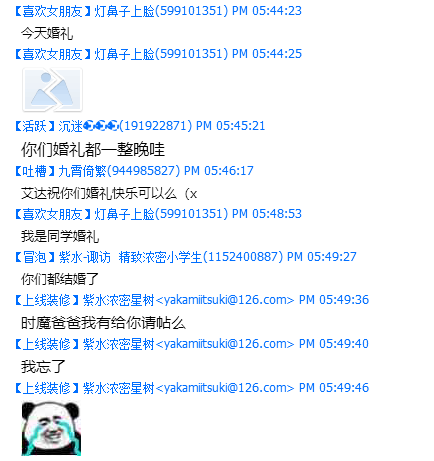 【喜欢女朋友】灯鼻子上脸(599101351) PM 05:44:23
今天婚礼
【喜欢女朋友】灯鼻子上脸(599101351) PM 05:44:25
【活跃】沉迷(191922871) PM 05:45:21
你们婚礼都一整晚哇
【吐槽】九霄倚繁(944985827) PM 05:46:17
艾达祝你们婚礼快乐可以么（x
【喜欢女朋友】灯鼻子上脸(599101351) PM 05:48:53
我是同学婚礼
【冒泡】紫水-诹访 精致浓密小学生(1152400887) PM 05:49:27
你们都结婚了
【上线装修】紫水浓密星树<yakamiitsuki@126.com> PM 05:49:36
时魔爸爸我有给你请帖么
【上线装修】紫水浓密星树<yakamiitsuki@126.com> PM 05:49:40
我忘了
【上线装修】紫水浓密星树<yakamiitsuki@126.com> PM 05:49:46